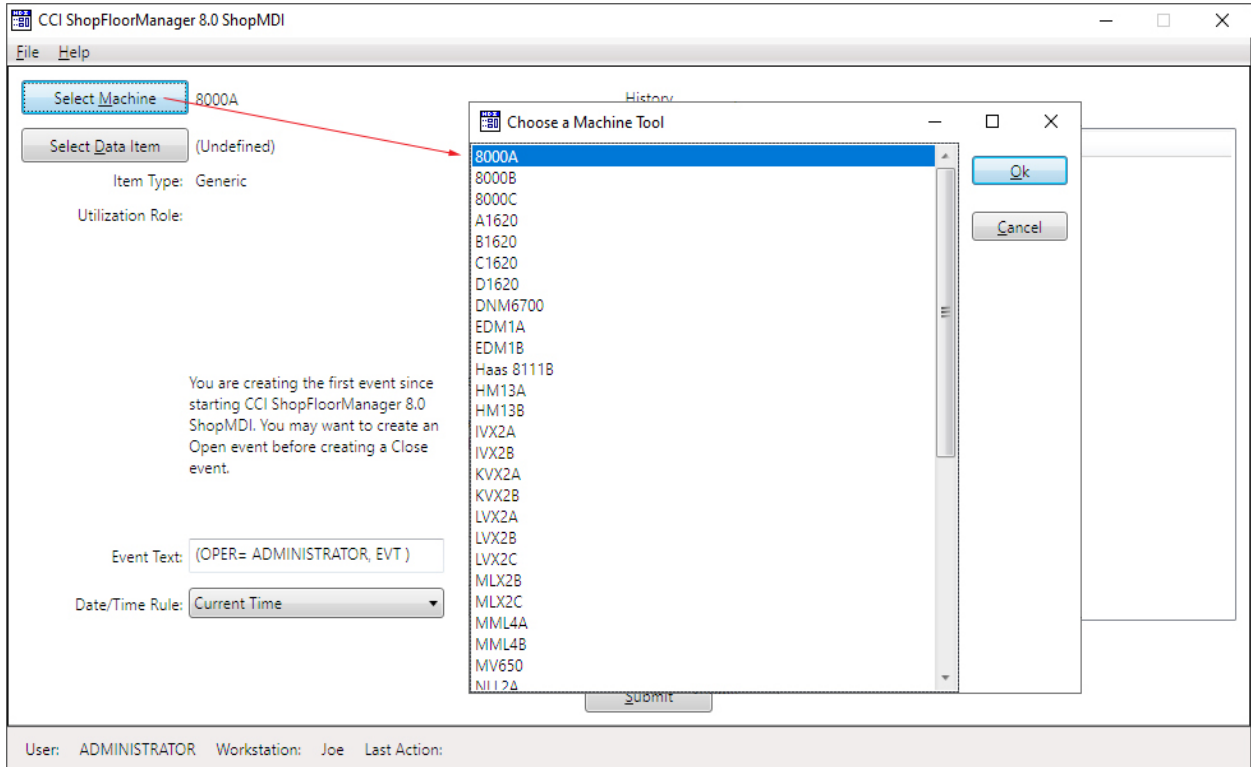 CCI ShopFloorManager 8.0 ShopMDI
File Help
Select Machine 8000A
History
Select Data Item (Undefined)
Item Type: Generic
Utilization Role:
You are creating the first event since
starting CCI ShopFloorManager 8.0
ShopMDI. You may want to create an
Open event before creating a Close
event.
Event Text: (OPER= ADMINISTRATOR, EVT )
Date/Time Rule: Current Time
Choose a Machine Tool
8000A
8000B
8000C
A1620
B1620
C1620
D1620
DNM6700
EDM1A
EDM1B
Haas 8111B
HM13A
HM13B
IVX2A
IVX2B
KVX2A
KVX2B
LVX2A
LVX2B
LVX2C
MLX2B
MLX2C
MML4A
MML4B
MV650
Ok
Cancel
Submit
User: ADMINISTRATOR Workstation: Joe Last Action: